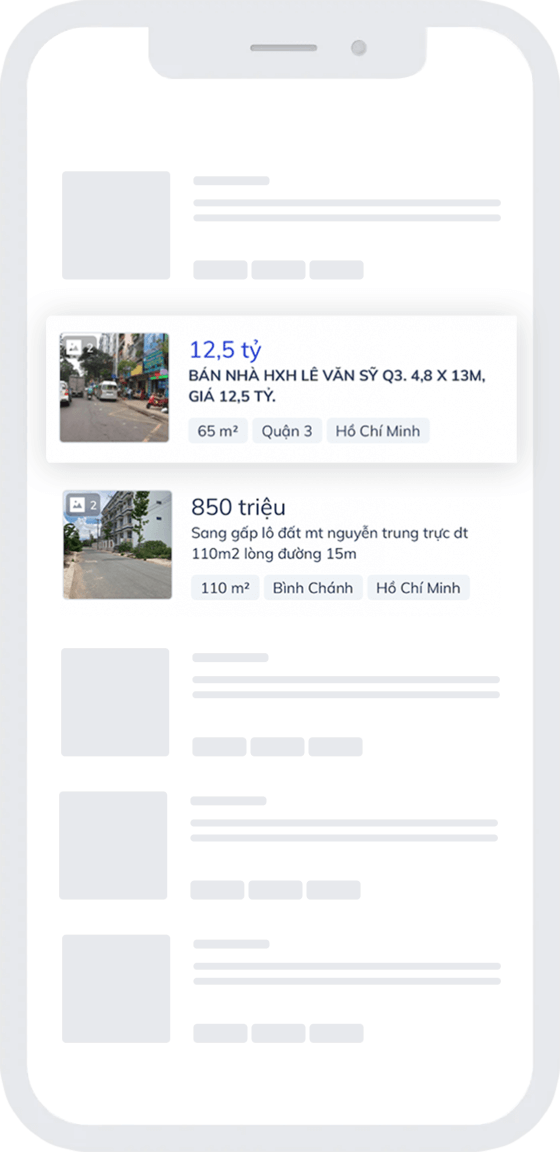 2
12,5 tỷ
BÁN NHÀ HXH LÊ VĂN SỸ Q3. 4,8 X 13M,
GIÁ 12,5 TỶ.
65 m² Quận 3 Hồ Chí Minh
2
850 triệu
Sang gấp lô đất mt nguyễn trung trực dt
110m2 lòng đường 15m
110 m² Bình Chánh Hồ Chí Minh